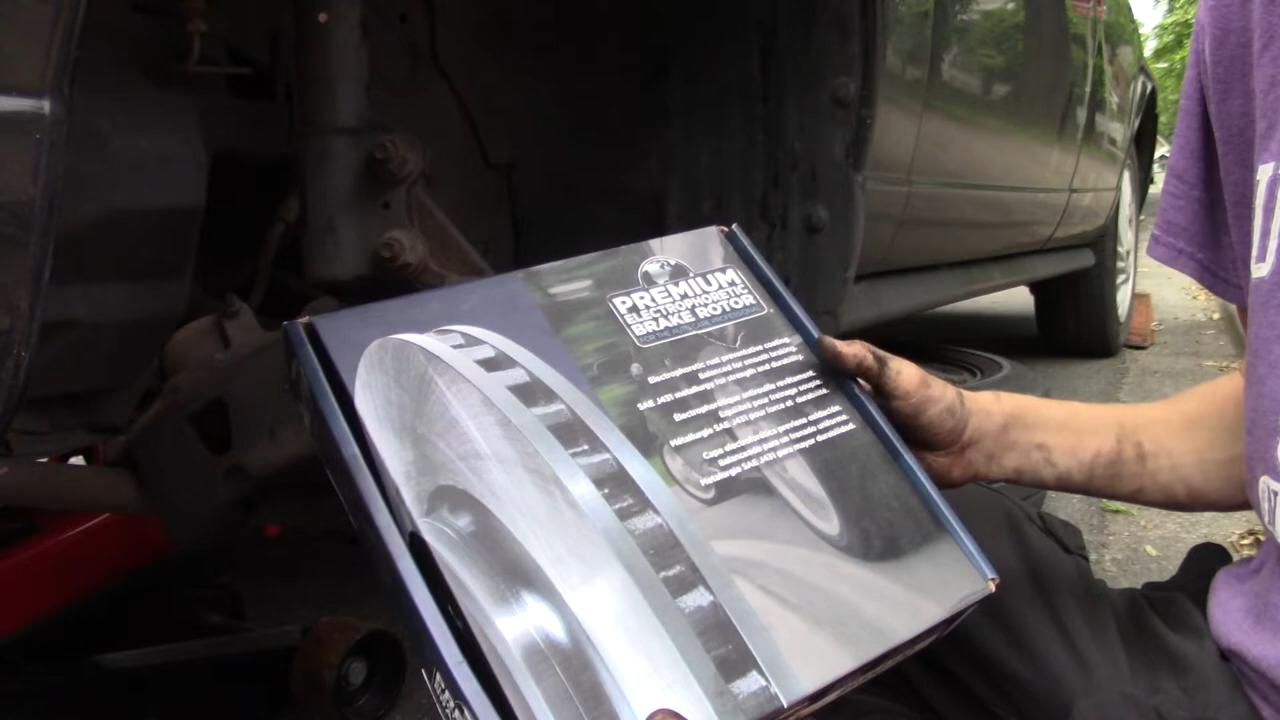 PREMIUM
ELECTROPHORETIC
BRAKE ROTOR
FOR THE AUTO CARE PROFESSIONAL
Electrophoretic rust preventative coating.
Balanced for smooth braking.
SAE J431 metallurgy for strength and durability.
Électrophorétique antirouille revêtement.
Équilibré pour freinage souple.
Métallurgie SAE J431 pour force et durabilité.
Capa electroforética previene oxidación.
Balanceado para un frenado uniforme.
Metalurgia SAE J431 para mayor durabilidad.
U